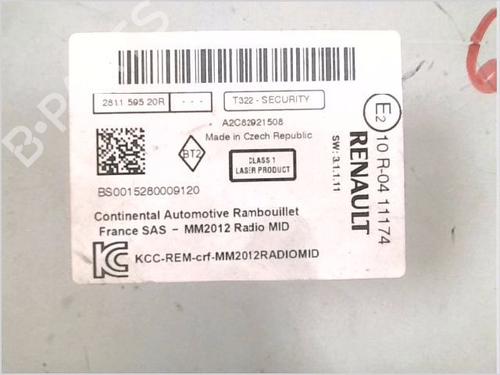 281159520R - - -
T322 - SECURITY
A2C82921508
Made in Czech Republic
BT2
CLASS 1
LASER PRODUCT
BS0015280009120
Continental Automotive Rambouillet
France SAS - MM2012 Radio MID
KCC-REM-crf-MM2012RADIOMID
E2 10 R-04 11174
RENAULT
SW: 3.1.1.11
B-PARTS